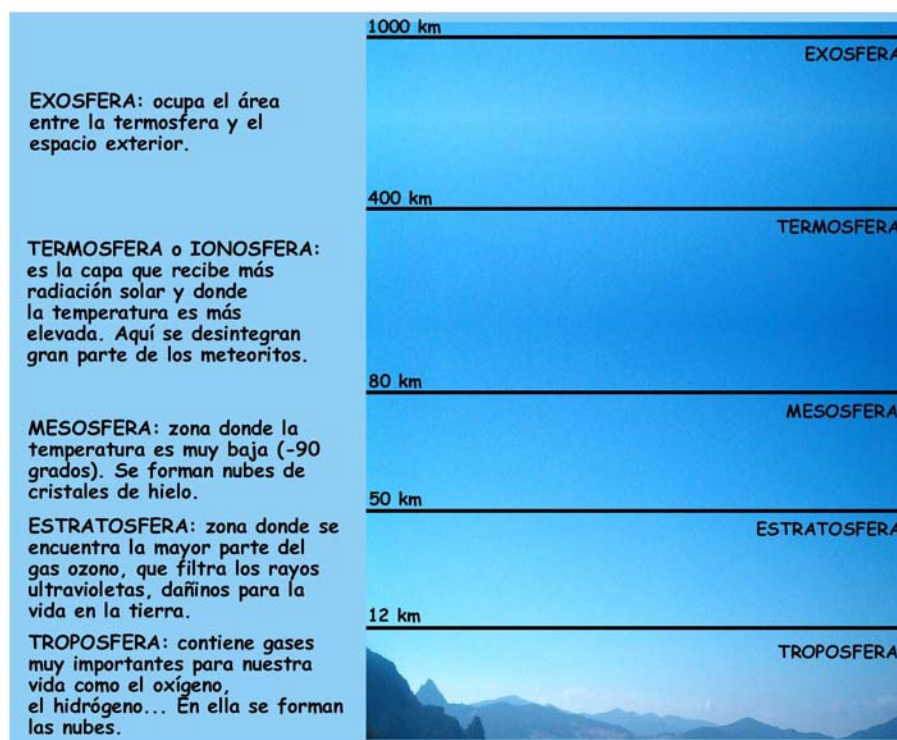 1000 km
EXOSFERA
EXOSFERA: ocupa el área
entre la termosfera y el
espacio exterior.
400 km
TERMOSFERA
TERMOSFERA o IONOSFERA:
es la capa que recibe más
radiación solar y donde
la temperatura es más
elevada. Aquí se desintegran
gran parte de los meteoritos.
80 km
MESOSFERA
MESOSFERA: zona donde la
temperatura es muy baja (-90
grados). Se forman nubes de
cristales de hielo.
50 km
ESTRATOSFERA
ESTRATOSFERA: zona donde se
encuentra la mayor parte del
gas ozono, que filtra los rayos
ultravioletas, dañinos para la
vida en la tierra.
12 km
TROPOSFERA
TROPOSFERA: contiene gases
muy importantes para nuestra
vida como el oxígeno,
el hidrógeno... En ella se forman
las nubes.